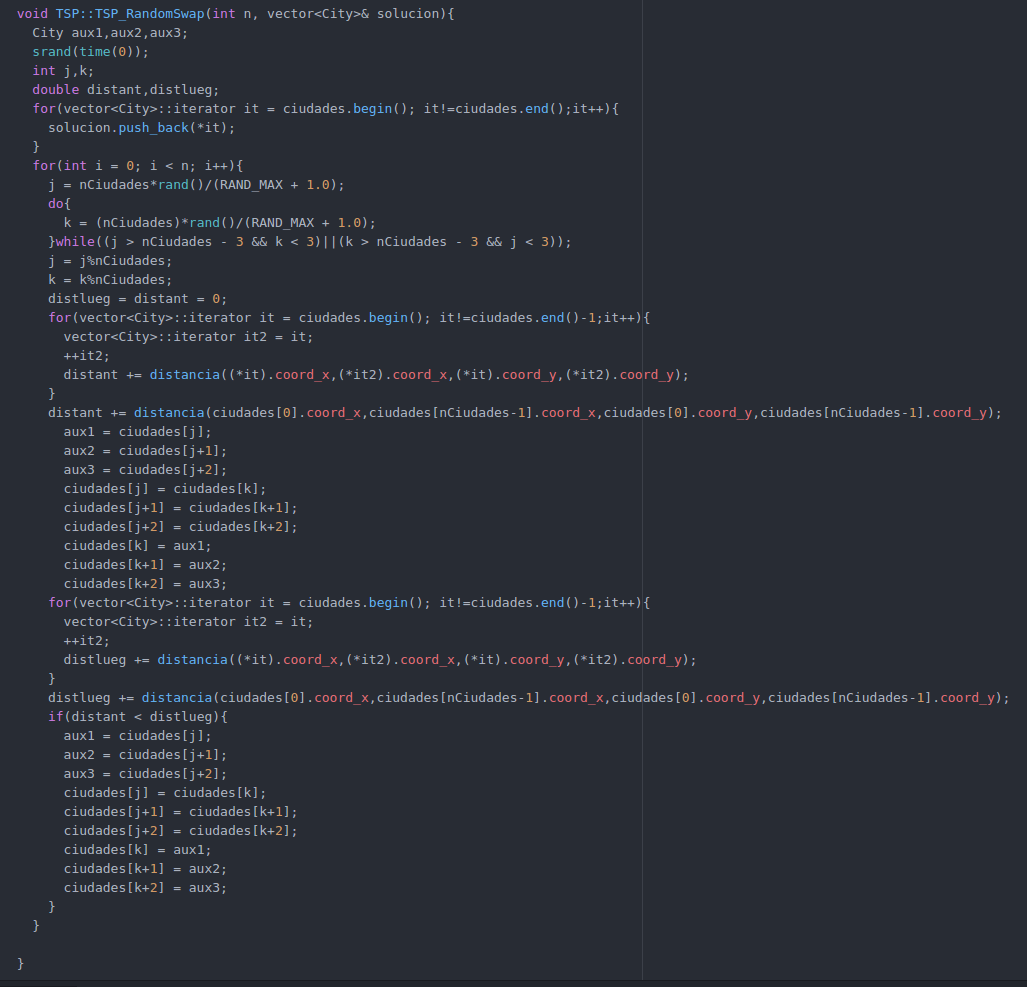 void TSP::TSP_RandomSwap(int n, vector<City>& solucion){
  City aux1,aux2,aux3;
  srand(time(0));
  int j,k;
  double distant,distlueg;
  for(vector<City>::iterator it = ciudades.begin(); it!=ciudades.end();it++){
    solucion.push_back(*it);
  }
  for(int i = 0; i < n; i++){
    j = nCiudades*rand()/(RAND_MAX + 1.0);
    do{
      k = (nCiudades)*rand()/(RAND_MAX + 1.0);
    }while((j > nCiudades - 3 && k < 3)||(k > nCiudades - 3 && j < 3));
    j = j%nCiudades;
    k = k%nCiudades;
    distlueg = distant = 0;
    for(vector<City>::iterator it = ciudades.begin(); it!=ciudades.end()-1;it++){
      vector<City>::iterator it2 = it;
      ++it2;
      distant += distancia((*it).coord_x,(*it2).coord_x,(*it).coord_y,(*it2).coord_y);
    }
    distant += distancia(ciudades[0].coord_x,ciudades[nCiudades-1].coord_x,ciudades[0].coord_y,ciudades[nCiudades-1].coord_y);
      aux1 = ciudades[j];
      aux2 = ciudades[j+1];
      aux3 = ciudades[j+2];
      ciudades[j] = ciudades[k];
      ciudades[j+1] = ciudades[k+1];
      ciudades[j+2] = ciudades[k+2];
      ciudades[k] = aux1;
      ciudades[k+1] = aux2;
      ciudades[k+2] = aux3;
    for(vector<City>::iterator it = ciudades.begin(); it!=ciudades.end()-1;it++){
      vector<City>::iterator it2 = it;
      ++it2;
      distlueg += distancia((*it).coord_x,(*it2).coord_x,(*it).coord_y,(*it2).coord_y);
    }
    distlueg += distancia(ciudades[0].coord_x,ciudades[nCiudades-1].coord_x,ciudades[0].coord_y,ciudades[nCiudades-1].coord_y);
    if(distant < distlueg){
      aux1 = ciudades[j];
      aux2 = ciudades[j+1];
      aux3 = ciudades[j+2];
      ciudades[j] = ciudades[k];
      ciudades[j+1] = ciudades[k+1];
      ciudades[j+2] = ciudades[k+2];
      ciudades[k] = aux1;
      ciudades[k+1] = aux2;
      ciudades[k+2] = aux3;
    }
  }

}